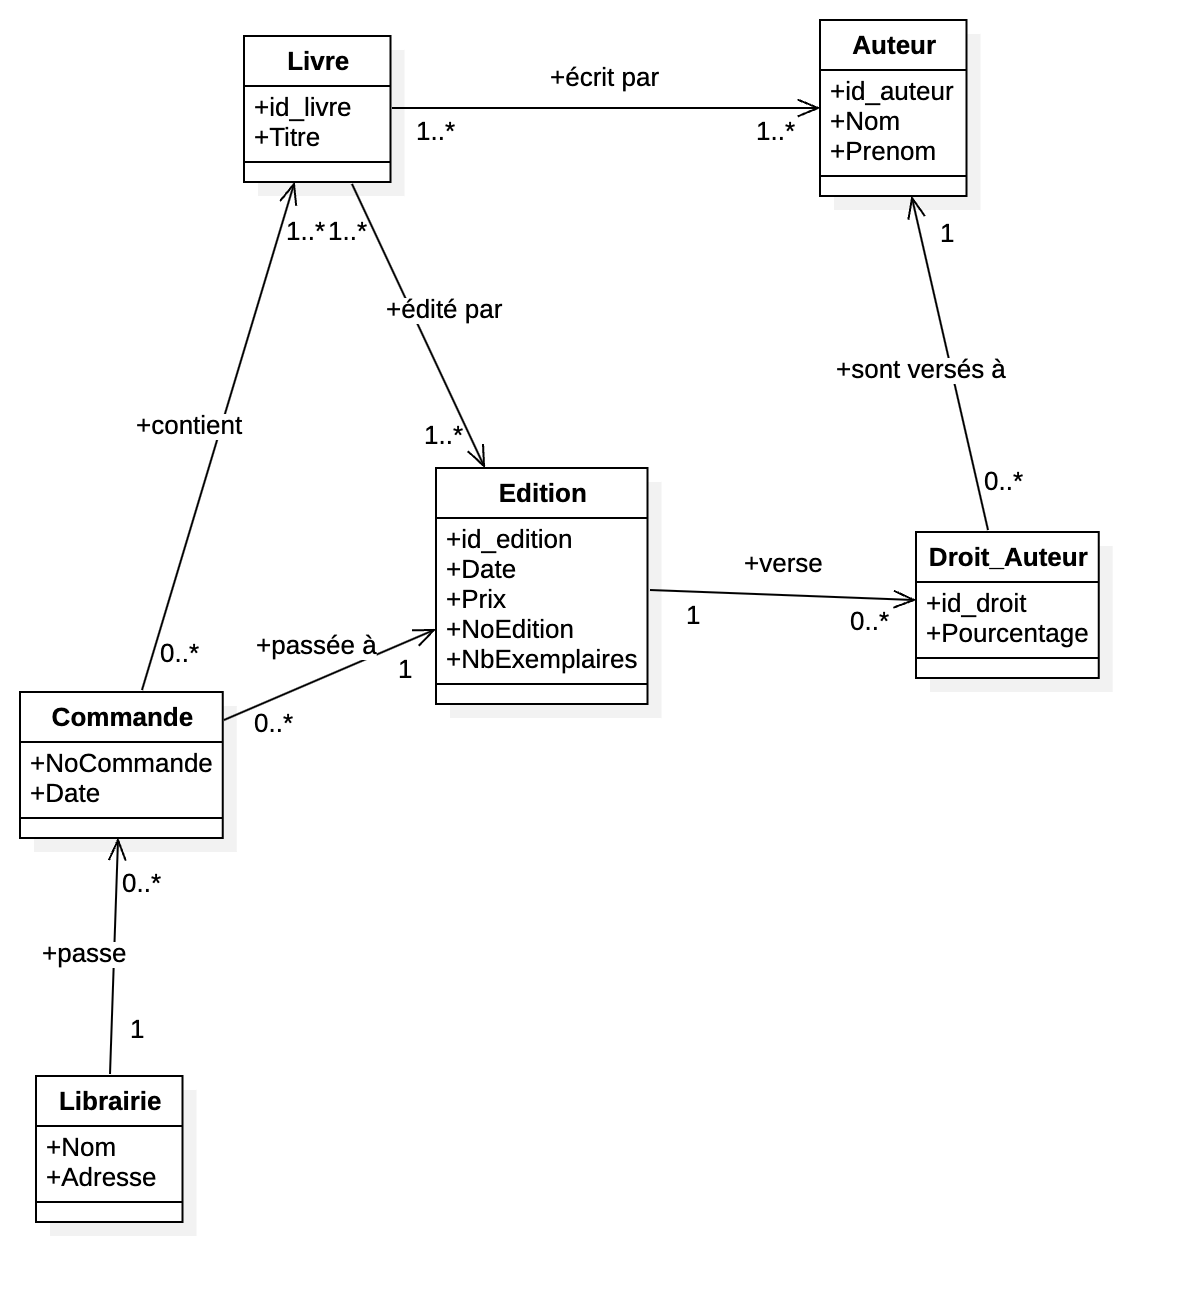 Livre
+id_livre
+Titre
+écrit par
1..*
1..*
Auteur
+id_auteur
+Nom
+Prenom
1..*
1..*
1
+édité par
+sont versés à
+contient
1..*
0..*
Edition
+id_edition
+Date
+Prix
+NoEdition
+NbExemplaires
+verse
1
0..*
Droit_Auteur
+id_droit
+Pourcentage
0..*
+passée à
1
0..*
Commande
+NoCommande
+Date
0..*
+passe
1
Librairie
+Nom
+Adresse